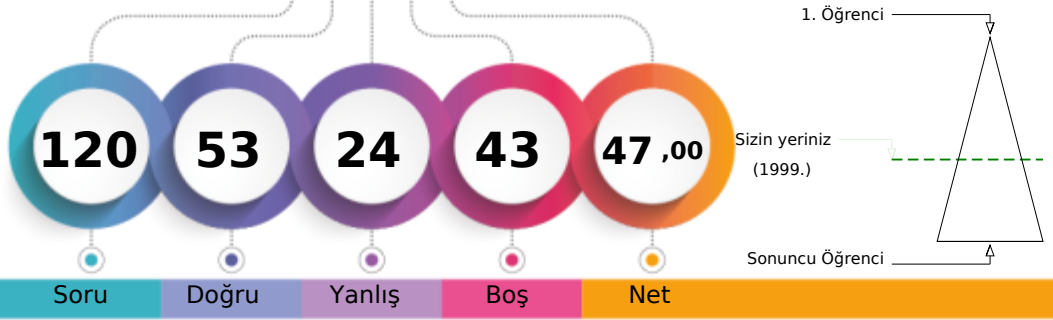 120
53
24
43
47 ,00
Soru
Doğru
Yanlış
Boş
Net
1. Öğrenci
Sizin yeriniz
(1999.)
Sonuncu Öğrenci